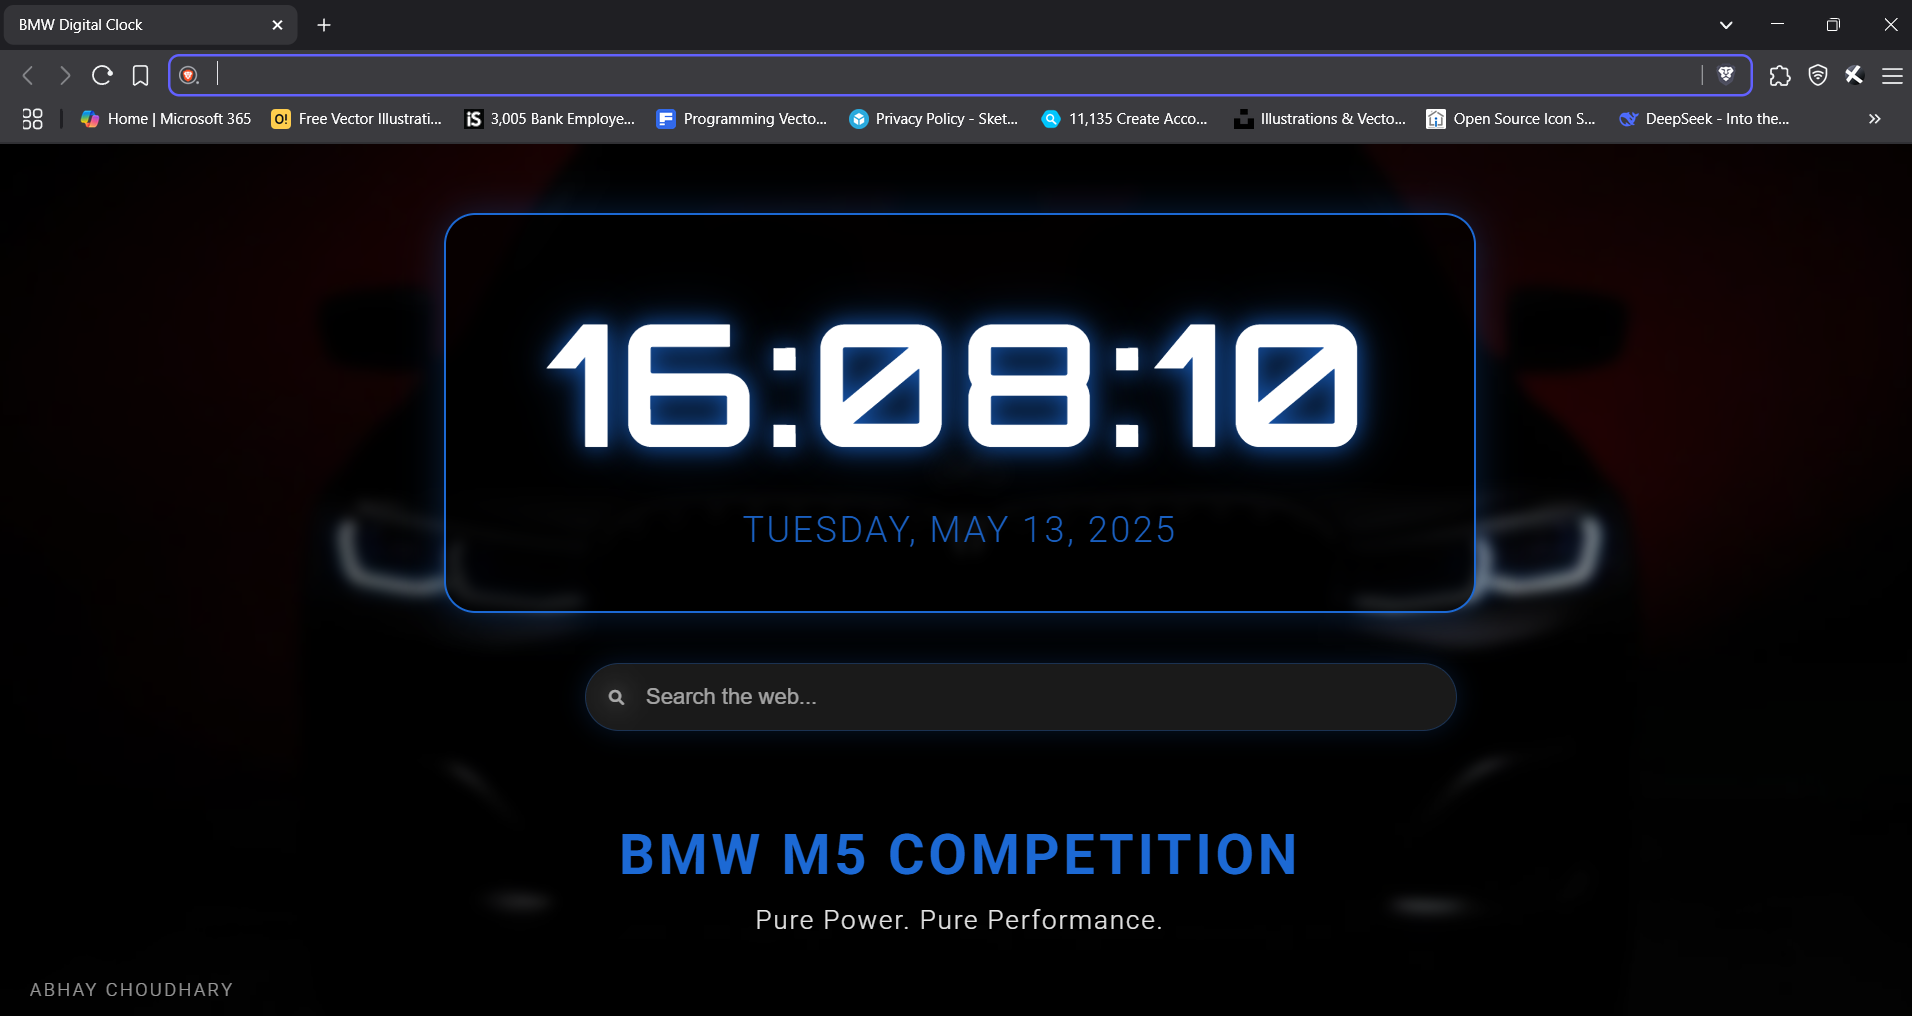 BMW Digital Clock
Home | Microsoft 365
O!
Free Vector Illustrati...
iS
3,005 Bank Employe...
Programming Vecto...
Privacy Policy - Sket...
11,135 Create Acco...
Illustrations & Vecto...
Open Source Icon S...
DeepSeek - Into the...
16:08:10
TUESDAY, MAY 13, 2025
Search the web...
BMW M5 COMPETITION
Pure Power. Pure Performance.
ABHAY CHOUDHARY